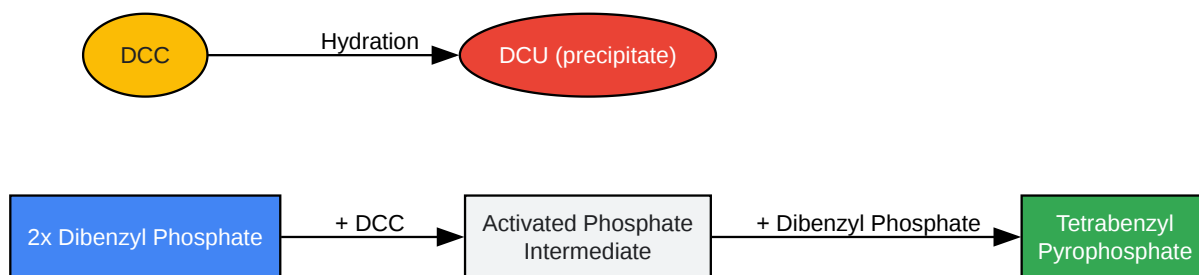 DCC
Hydration
DCU (precipitate)
2x Dibenzyl Phosphate
+ DCC
Activated Phosphate
Intermediate
+ Dibenzyl Phosphate
Tetrabenzyl
Pyrophosphate